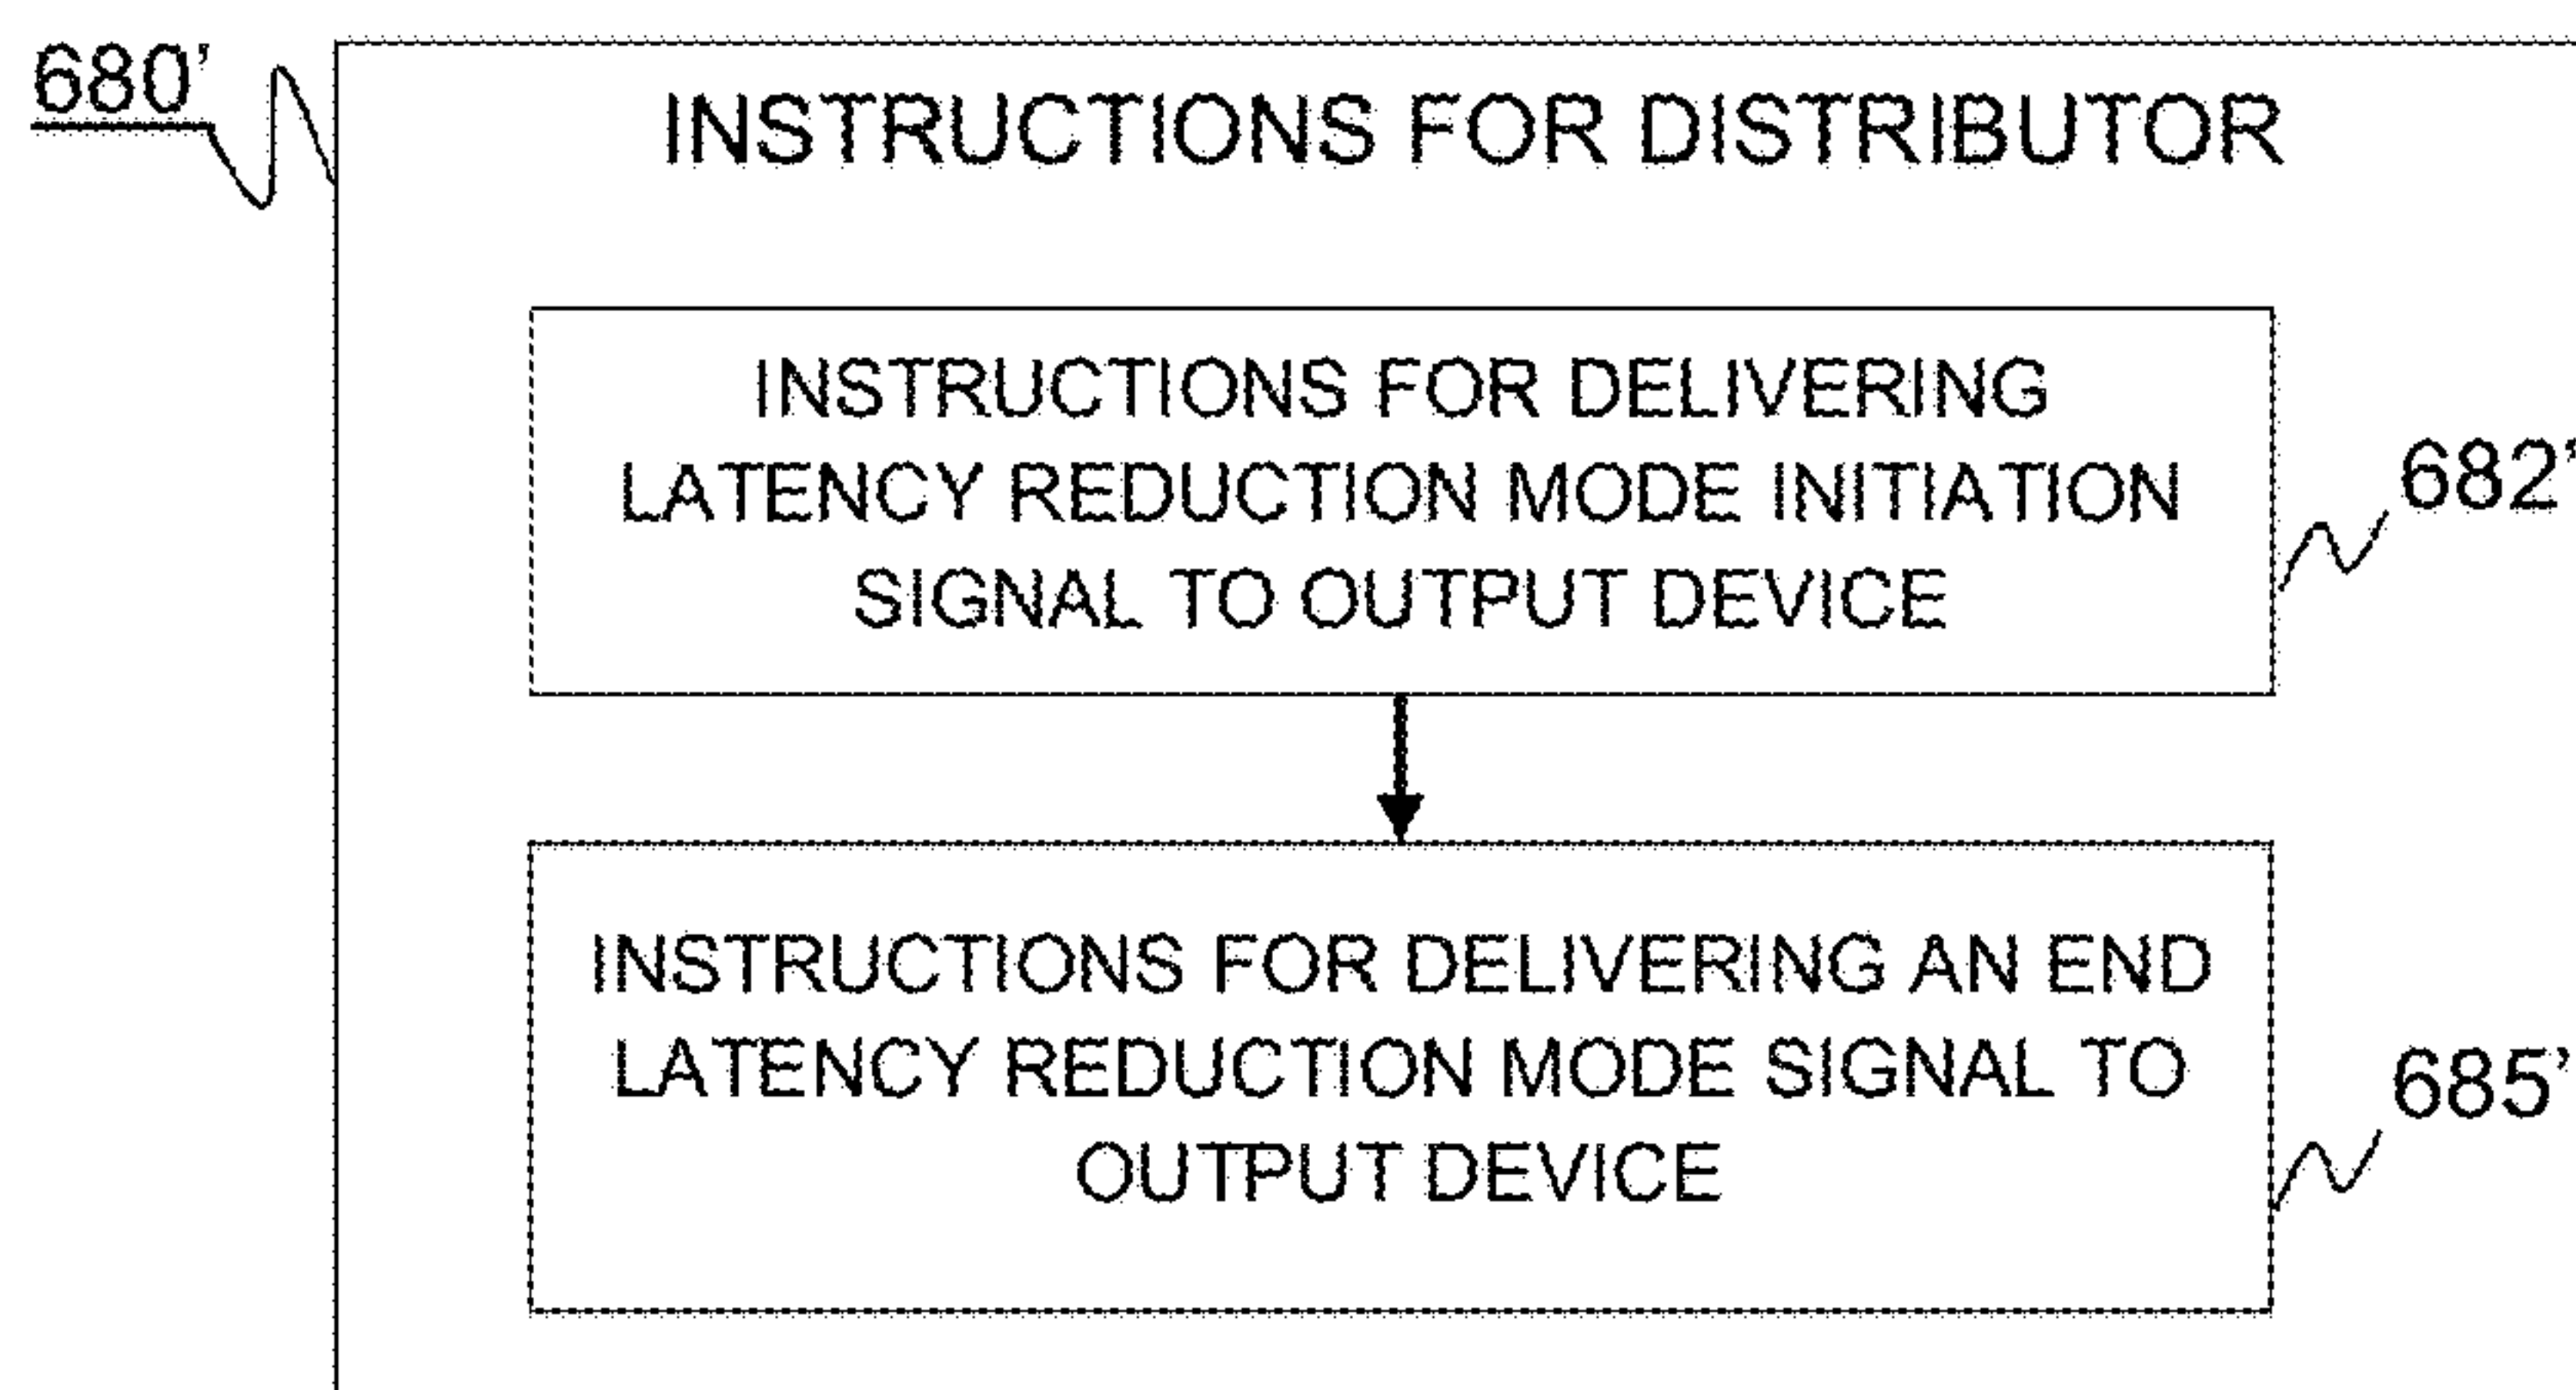 680'
INSTRUCTIONS FOR DISTRIBUTOR
INSTRUCTIONS FOR DELIVERING
LATENCY REDUCTION MODE INITIATION
SIGNAL TO OUTPUT DEVICE
682'
INSTRUCTIONS FOR DELIVERING AN END
LATENCY REDUCTION MODE SIGNAL TO
OUTPUT DEVICE
685'